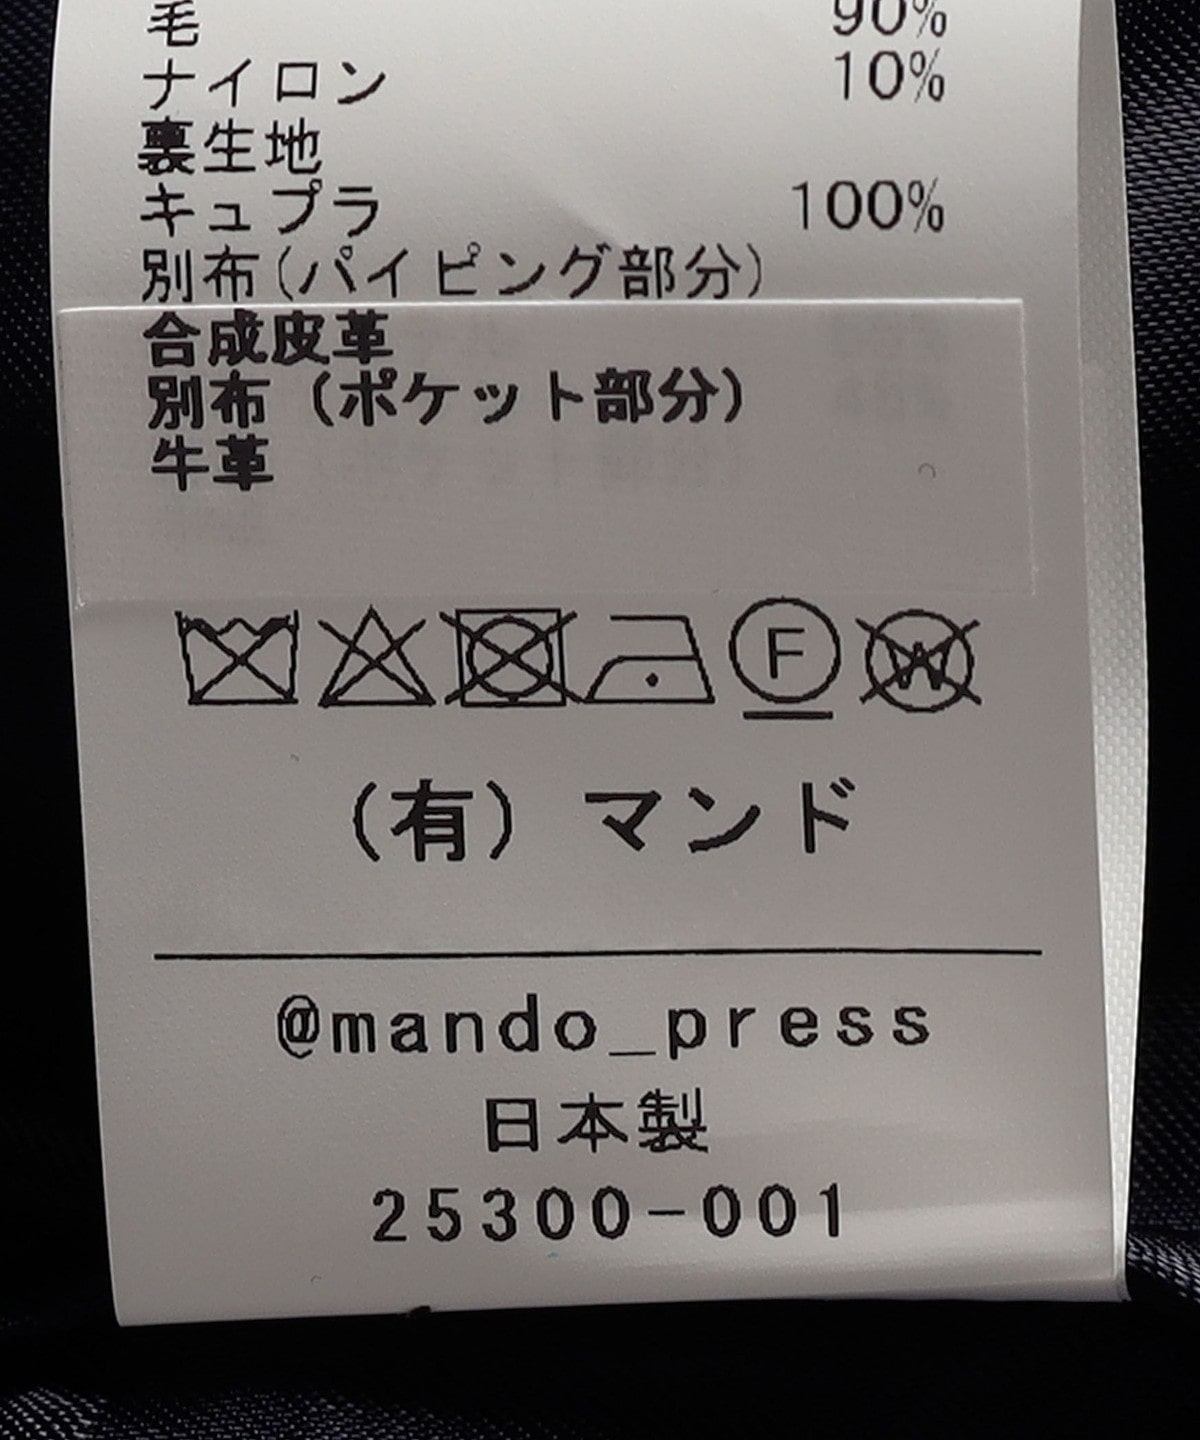 毛 90%
ナイロン 10%
裏生地
キュプラ 100%
別布(パイピング部分)
合成皮革
別布（ポケット部分）
牛革
F W
（有）マンド
@mando_press
日本製
25300-001